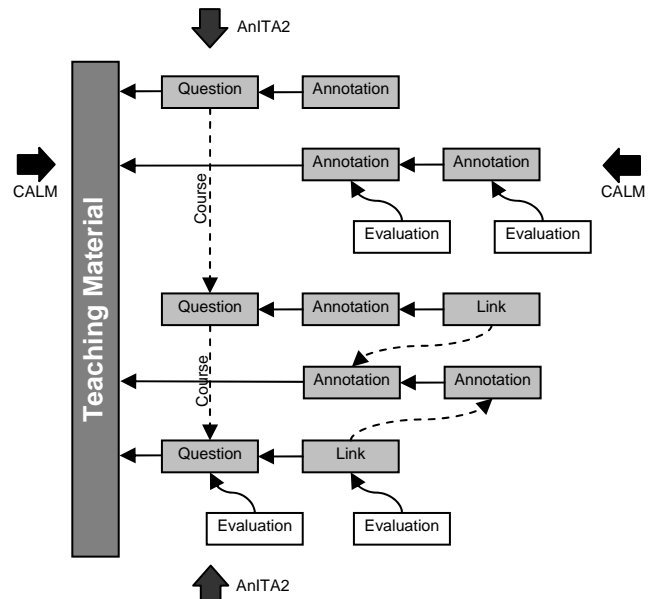 AnITA2
Question
Annotation
CALM
Annotation
Annotation
CALM
Course
Evaluation
Evaluation
Teaching Material
Question
Annotation
Link
Course
Annotation
Annotation
Question
Link
Evaluation
Evaluation
AnITA2